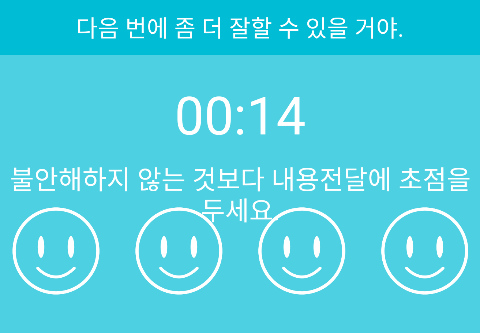 다음 번에 좀 더 잘할 수 있을 거야.
00:14
불안해하지 않는 것보다 내용전달에 초점을
두세요